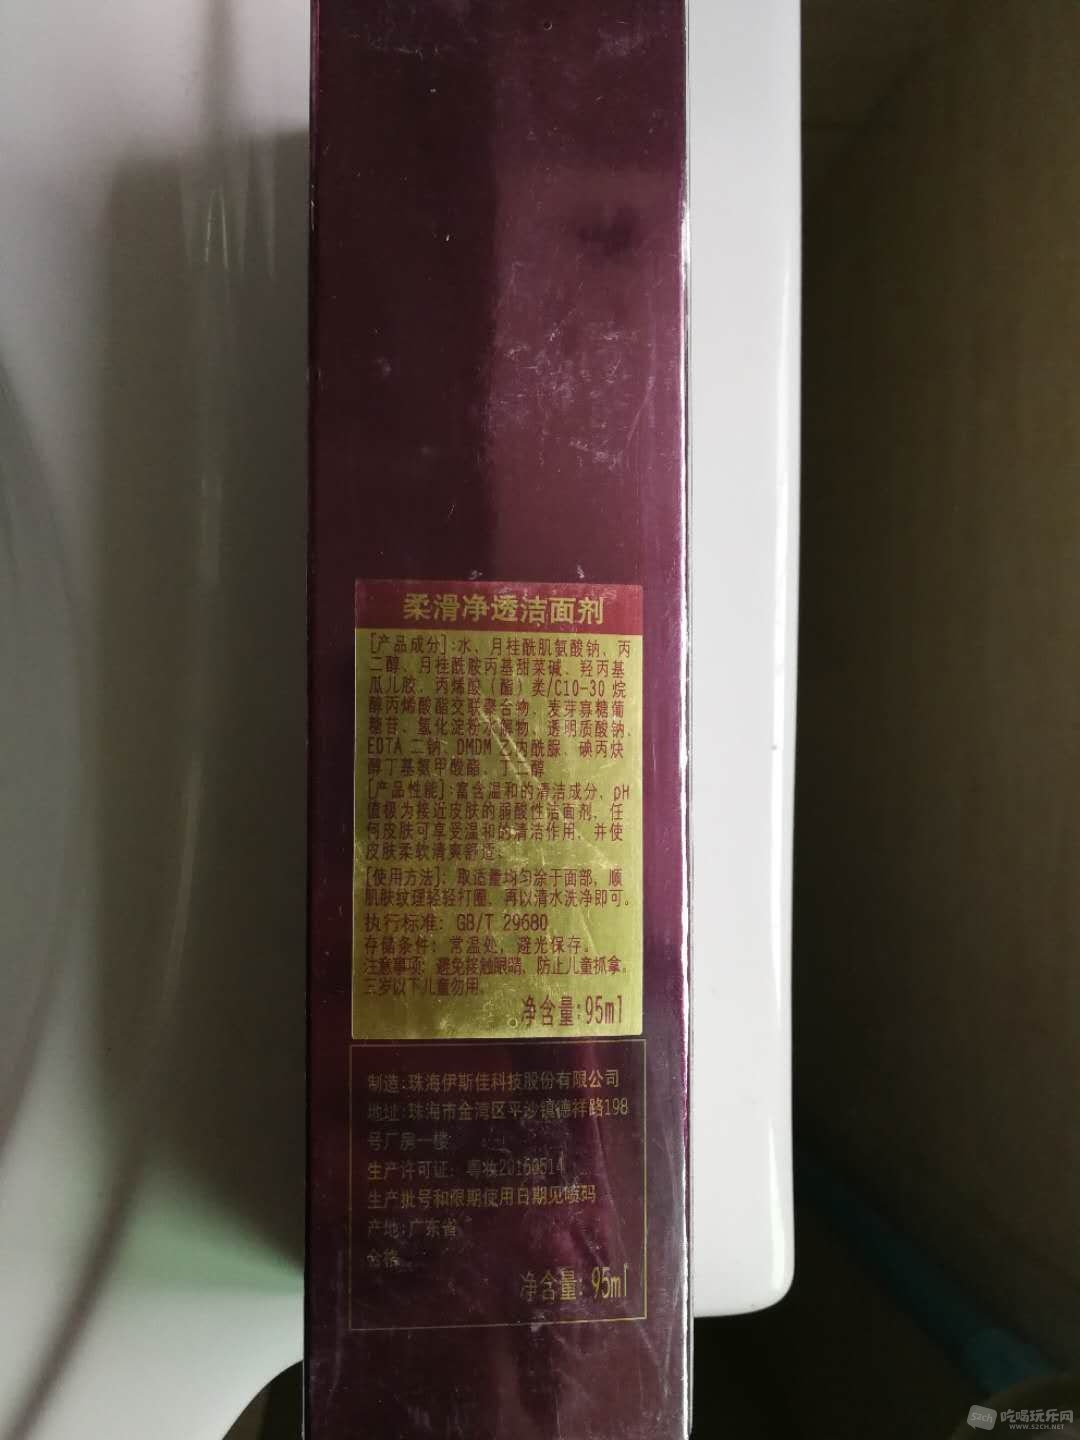 柔滑净透洁面剂
[产品成分]:水、月桂酰肌氨酸钠、丙
二醇、月桂酰胺丙基甜菜碱、羟丙基
瓜儿胶、丙烯酸（酯）类/C10-30 烷
醇丙烯酸酯交联聚合物、麦芽寡糖葡
糖苷、氢化淀粉水解物、透明质酸钠、
EDTA 二钠、DMDM 乙内酰脲、碘丙炔
醇丁基氨甲酸酯、丁二醇
[产品性能]:富含温和的清洁成分、pH
值极为接近皮肤的弱酸性洁面剂，任
何皮肤可享受温和的清洁作用，并使
皮肤柔软清爽舒适。
[使用方法]：取适量均匀涂于面部，顺
肌肤纹理轻轻打圈，再以清水洗净即可。
执行标准：GB/T 29680
存储条件：常温处，避光保存。
注意事项：避免接触眼睛，防止儿童抓拿。
三岁以下儿童勿用。
净含量:95ml
制造:珠海伊斯佳科技股份有限公司
地址:珠海市金湾区平沙镇德祥路198
号厂房一楼
生产许可证：粤妆20160514
生产批号和限期使用日期见喷码
产地:广东省
合格
净含量：95ml
52ch 吃喝玩乐网
WWW.52CH.NET